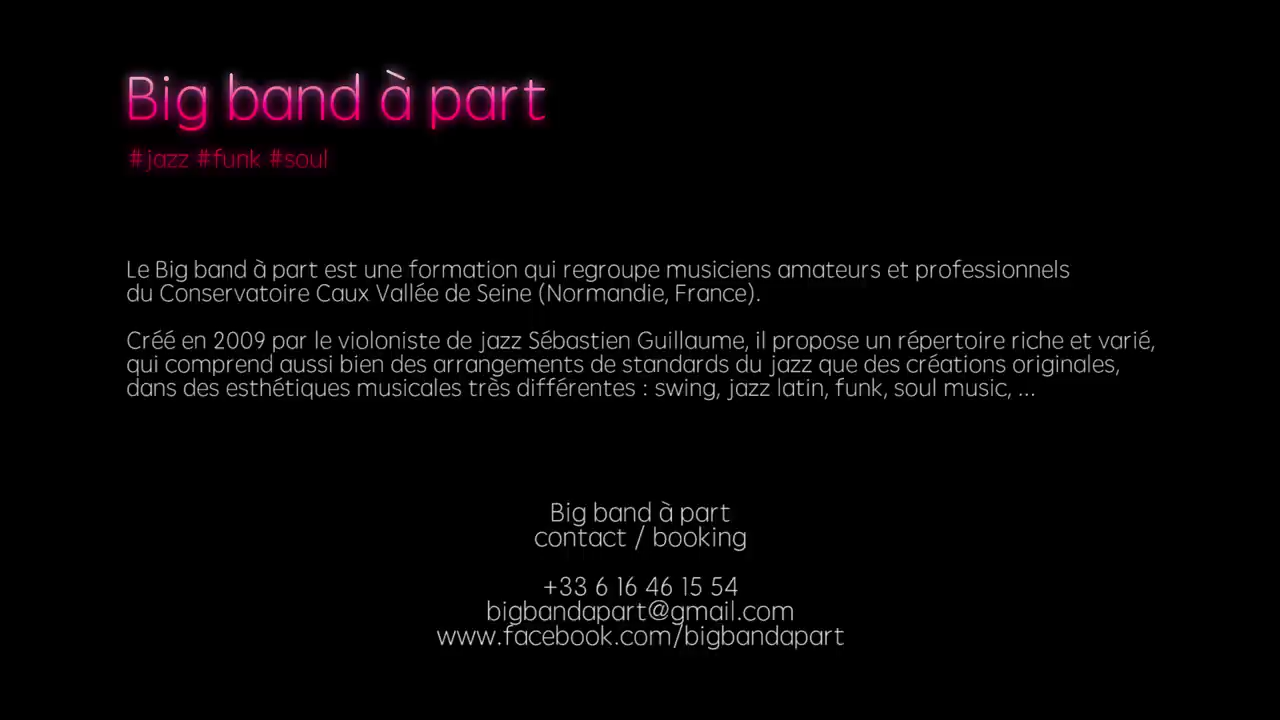 Big band à part
#jazz #funk #soul
Le Big band à part est une formation qui regroupe musiciens amateurs et professionnels
du Conservatoire Caux Vallée de Seine (Normandie, France).
Créé en 2009 par le violoniste de jazz Sébastien Guillaume, il propose un répertoire riche et varié,
qui comprend aussi bien des arrangements de standards du jazz que des créations originales,
dans des esthétiques musicales très différentes : swing, jazz latin, funk, soul music, ...
Big band à part
contact / booking
+33 6 16 46 15 54
bigbandapart@gmail.com
www.facebook.com/bigbandapart